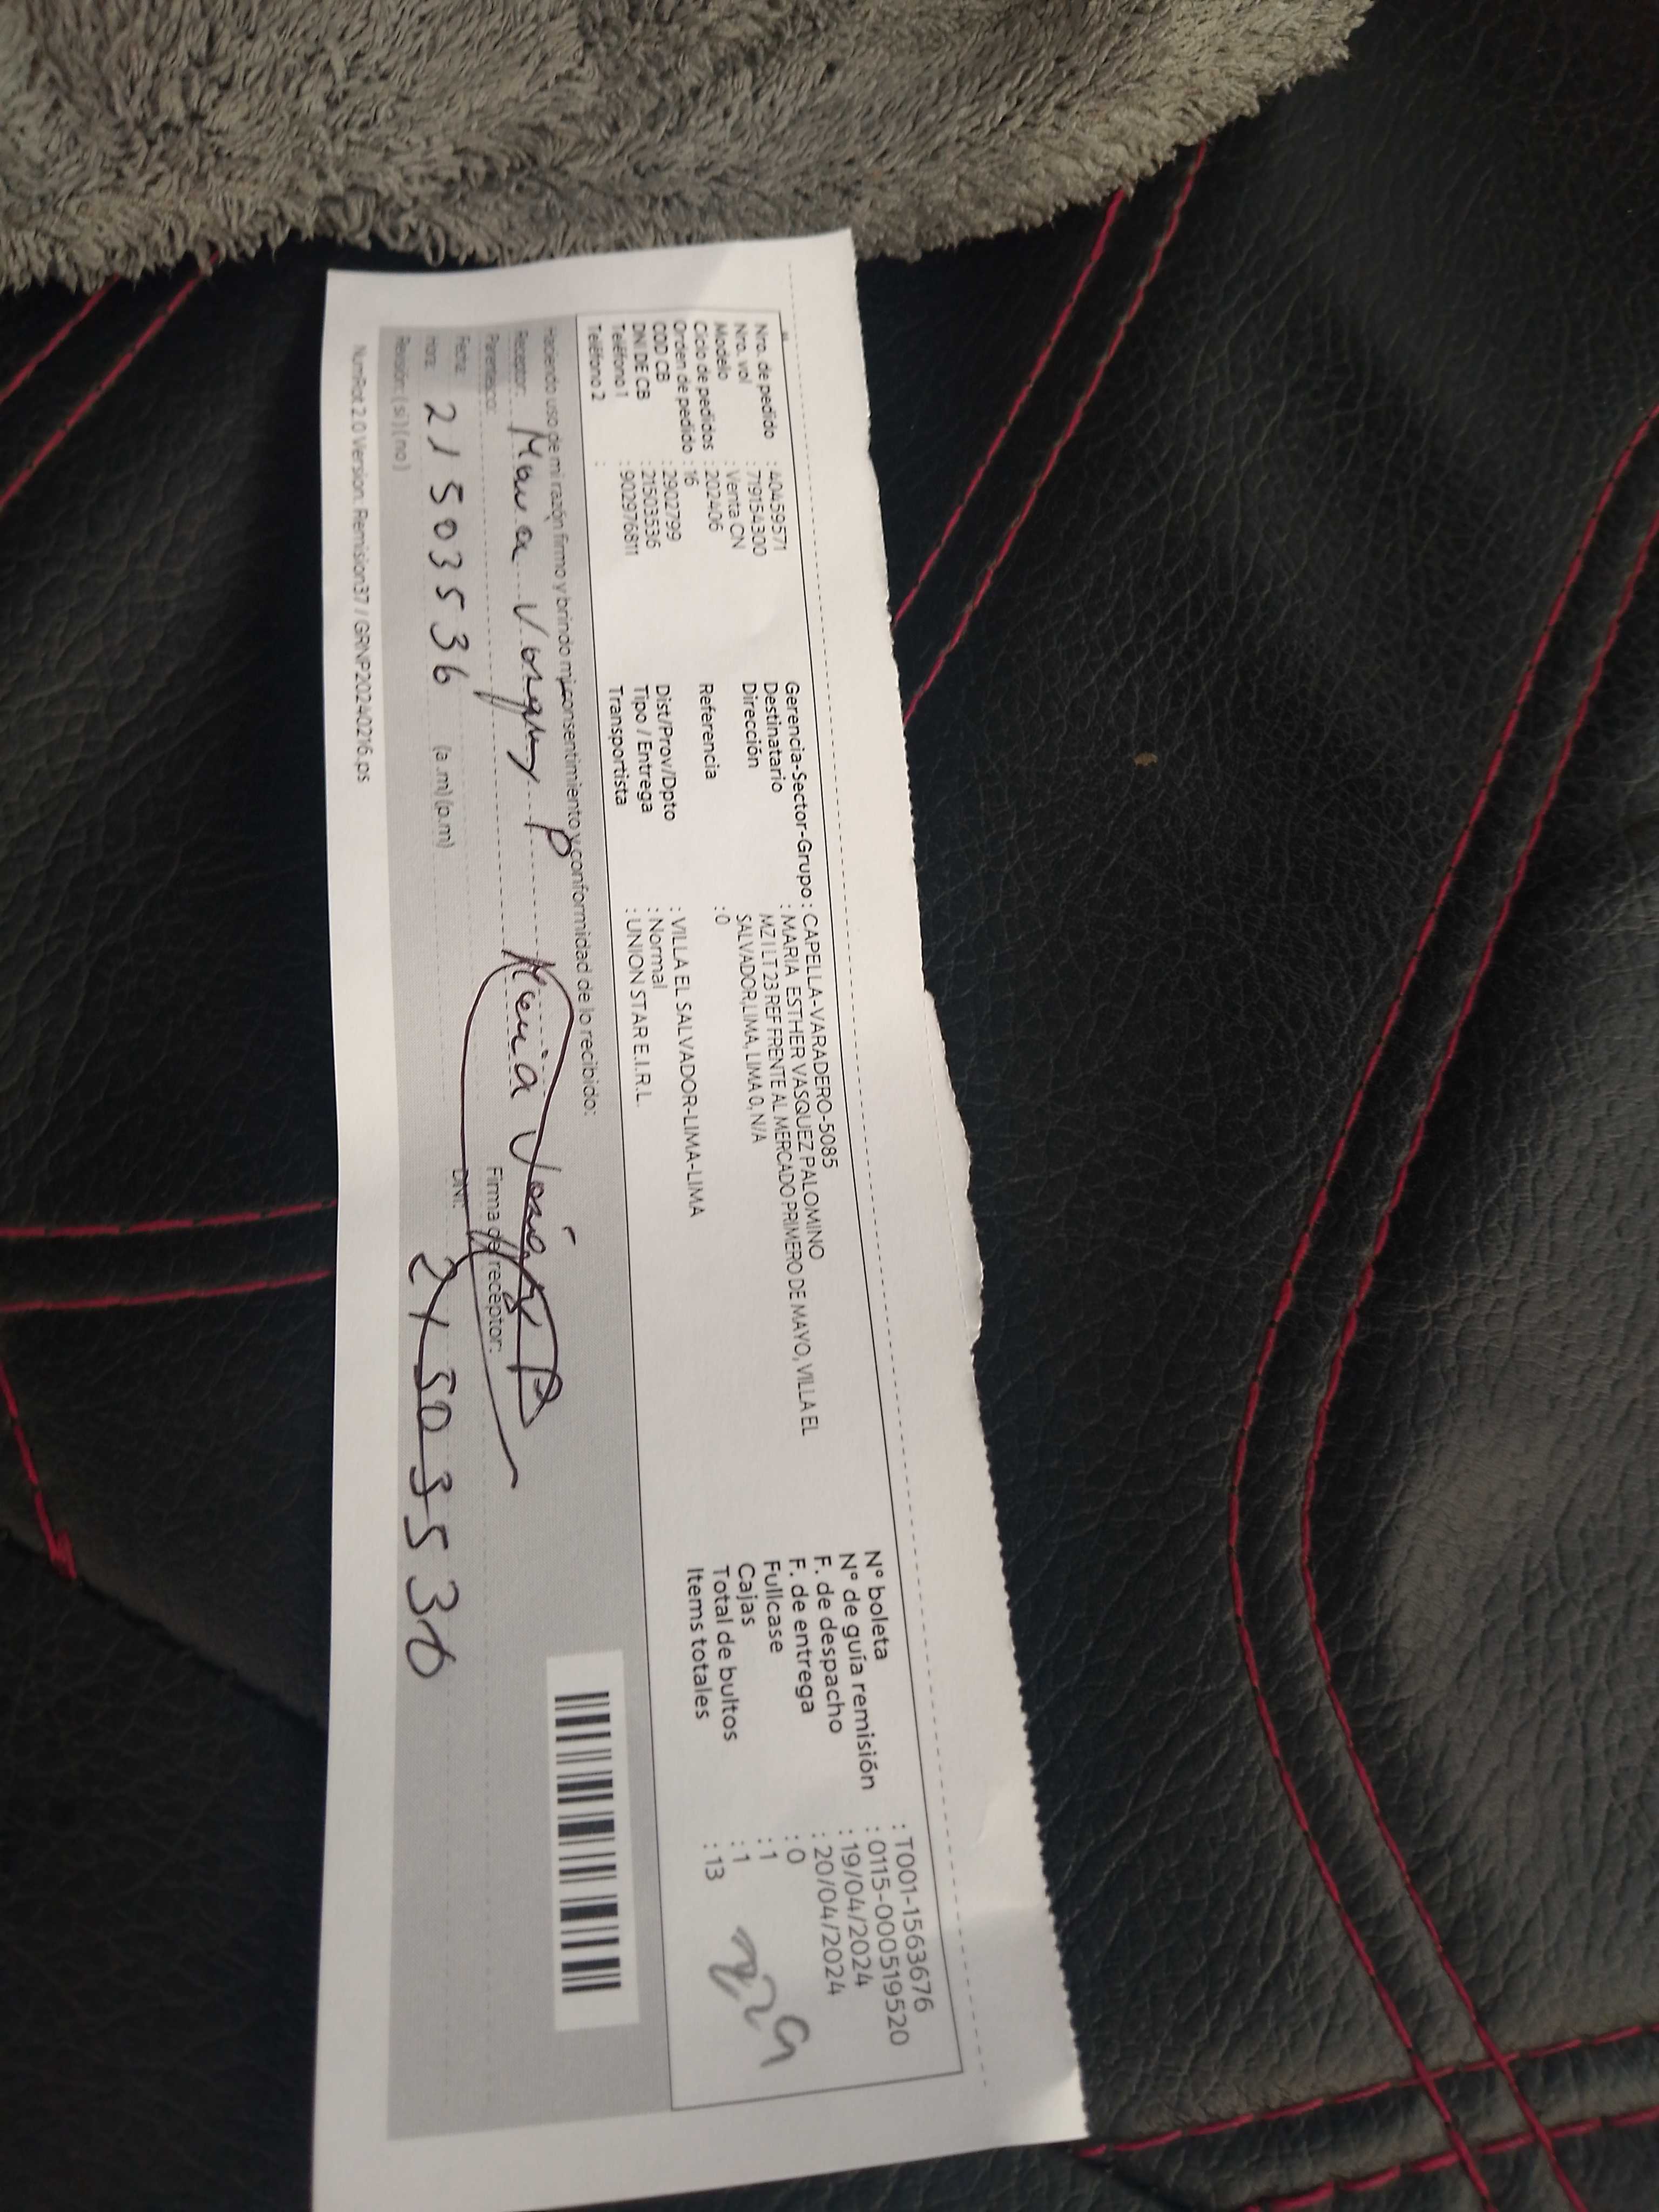 Nro. de pedido : 40459571
Nro. vol : 719154300
Modelo : Venta CN
Ciclo de pedidos : 202406
Orden de pedido : 16
COD CB : 2902799
DNI DE CB : 21503536
Teléfono 1 : 902976811
Teléfono 2 :
Gerencia-Sector-Grupo : CAPELLA-VARADERO-5085
Destinatario : MARIA ESTHER VASQUEZ PALOMINO
Dirección : MZ I LT 23 REF FRENTE AL MERCADO PRIMERO DE MAYO, VILLA EL
SALVADOR,LIMA, LIMA 0, N/A
Referencia : 0
Dist/Prov/Dpto : VILLA EL SALVADOR-LIMA-LIMA
Tipo / Entrega : Normal
Transportista : UNION STAR E.I.R.L.
N° boleta : T001-1563676
N° de guía remisión : 0115-000519520
F. de despacho : 19/04/2024
F. de entrega : 20/04/2024
Fullcase : 0
Cajas : 1
Total de bultos : 1
Items totales : 13
Haciendo uso de mi razón firmo y brindo mi consentimiento y conformidad de lo recibido:
Receptor: Maria Vasquez P
Maria Vasquez P
Parentesco:
Firma de receptor:
Fecha:
DNI:
Hora: 21503536 (a.m) (p.m)
21503536
Revisión: ( si ) ( no )
NumRot 2.0 Version: Remision37 / GRNP20240216.ps